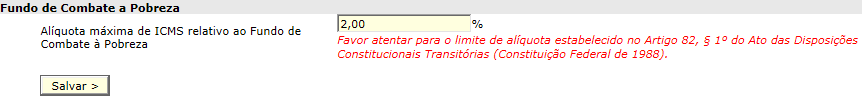 Fundo de Combate a Pobreza
Alíquota máxima de ICMS relativo ao Fundo de
Combate à Pobreza
2,00 %
Favor atentar para o limite de alíquota estabelecido no Artigo 82, § 1º do Ato das Disposições
Constitucionais Transitórias (Constituição Federal de 1988).
Salvar >